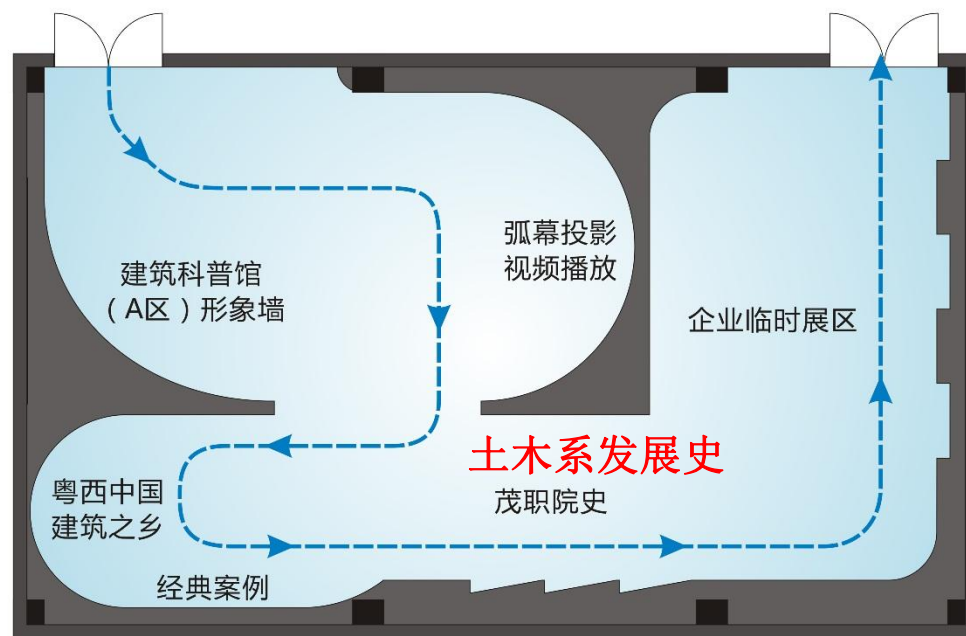 弧幕投影
视频播放
建筑科普馆
（A区）形象墙
企业临时展区
土木系发展史
粤西中国
建筑之乡
茂职院史
经典案例